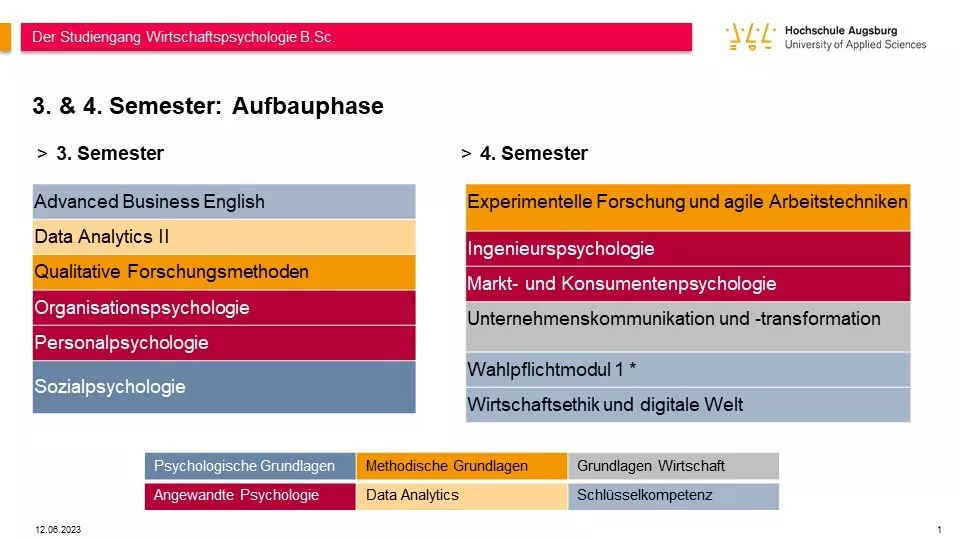 Der Studiengang Wirtschaftspsychologie B.Sc.
Hochschule Augsburg
University of Applied Sciences
3. & 4. Semester: Aufbauphase
> 3. Semester
Advanced Business English
Data Analytics II
Qualitative Forschungsmethoden
Organisationspsychologie
Personalpsychologie
Sozialpsychologie
> 4. Semester
Experimentelle Forschung und agile Arbeitstechniken
Ingenieurspsychologie
Markt- und Konsumentenpsychologie
Unternehmenskommunikation und -transformation
Wahlpflichtmodul 1 *
Wirtschaftsethik und digitale Welt
Psychologische Grundlagen
Methodische Grundlagen
Grundlagen Wirtschaft
Angewandte Psychologie
Data Analytics
Schlüsselkompetenz
12.06.2023
1